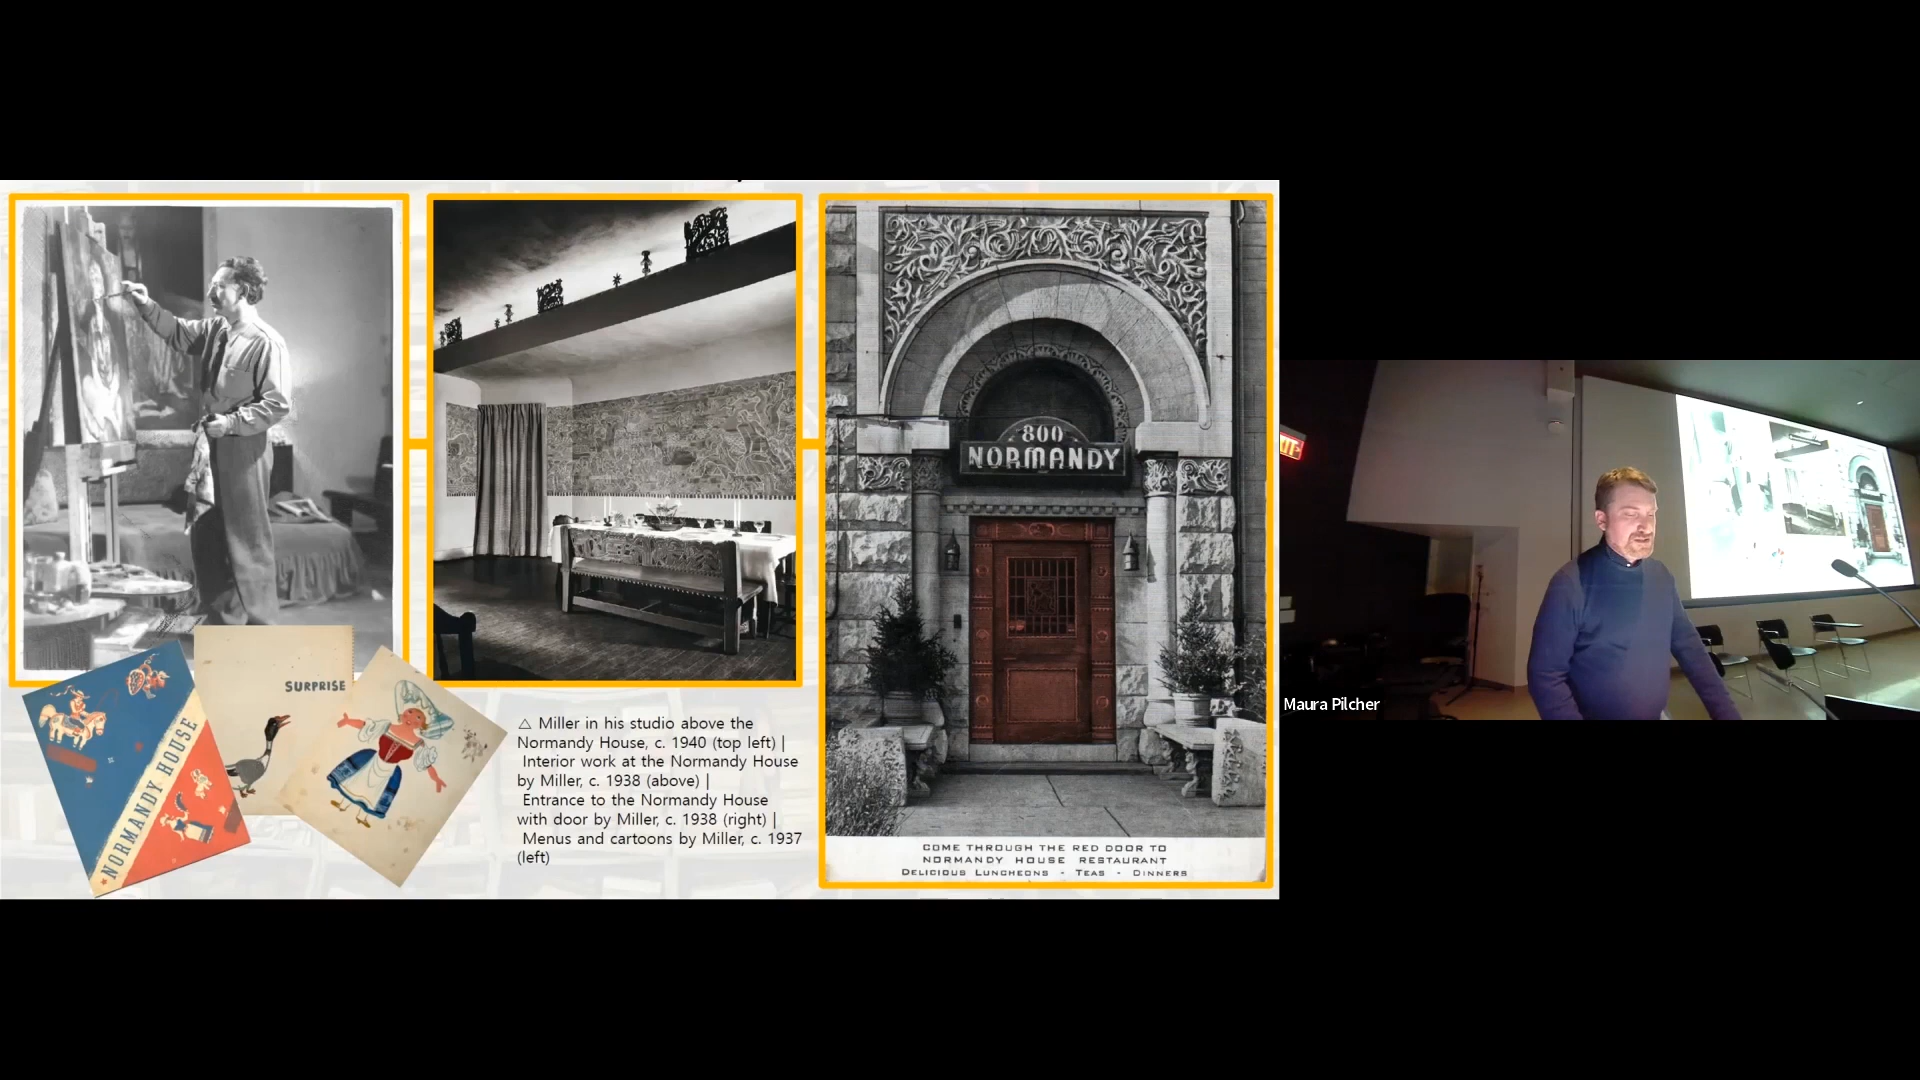 800
NORMANDY
SURPRISE
NORMANDY HOUSE
△ Miller in his studio above the
Normandy House, c. 1940 (top left) |
Interior work at the Normandy House
by Miller, c. 1938 (above) |
Entrance to the Normandy House
with door by Miller, c. 1938 (right) |
Menus and cartoons by Miller, c. 1937
(left)
COME THROUGH THE RED DOOR TO
NORMANDY HOUSE RESTAURANT
DELICIOUS LUNCHEONS - TEAS - DINNERS
Maura Pilcher